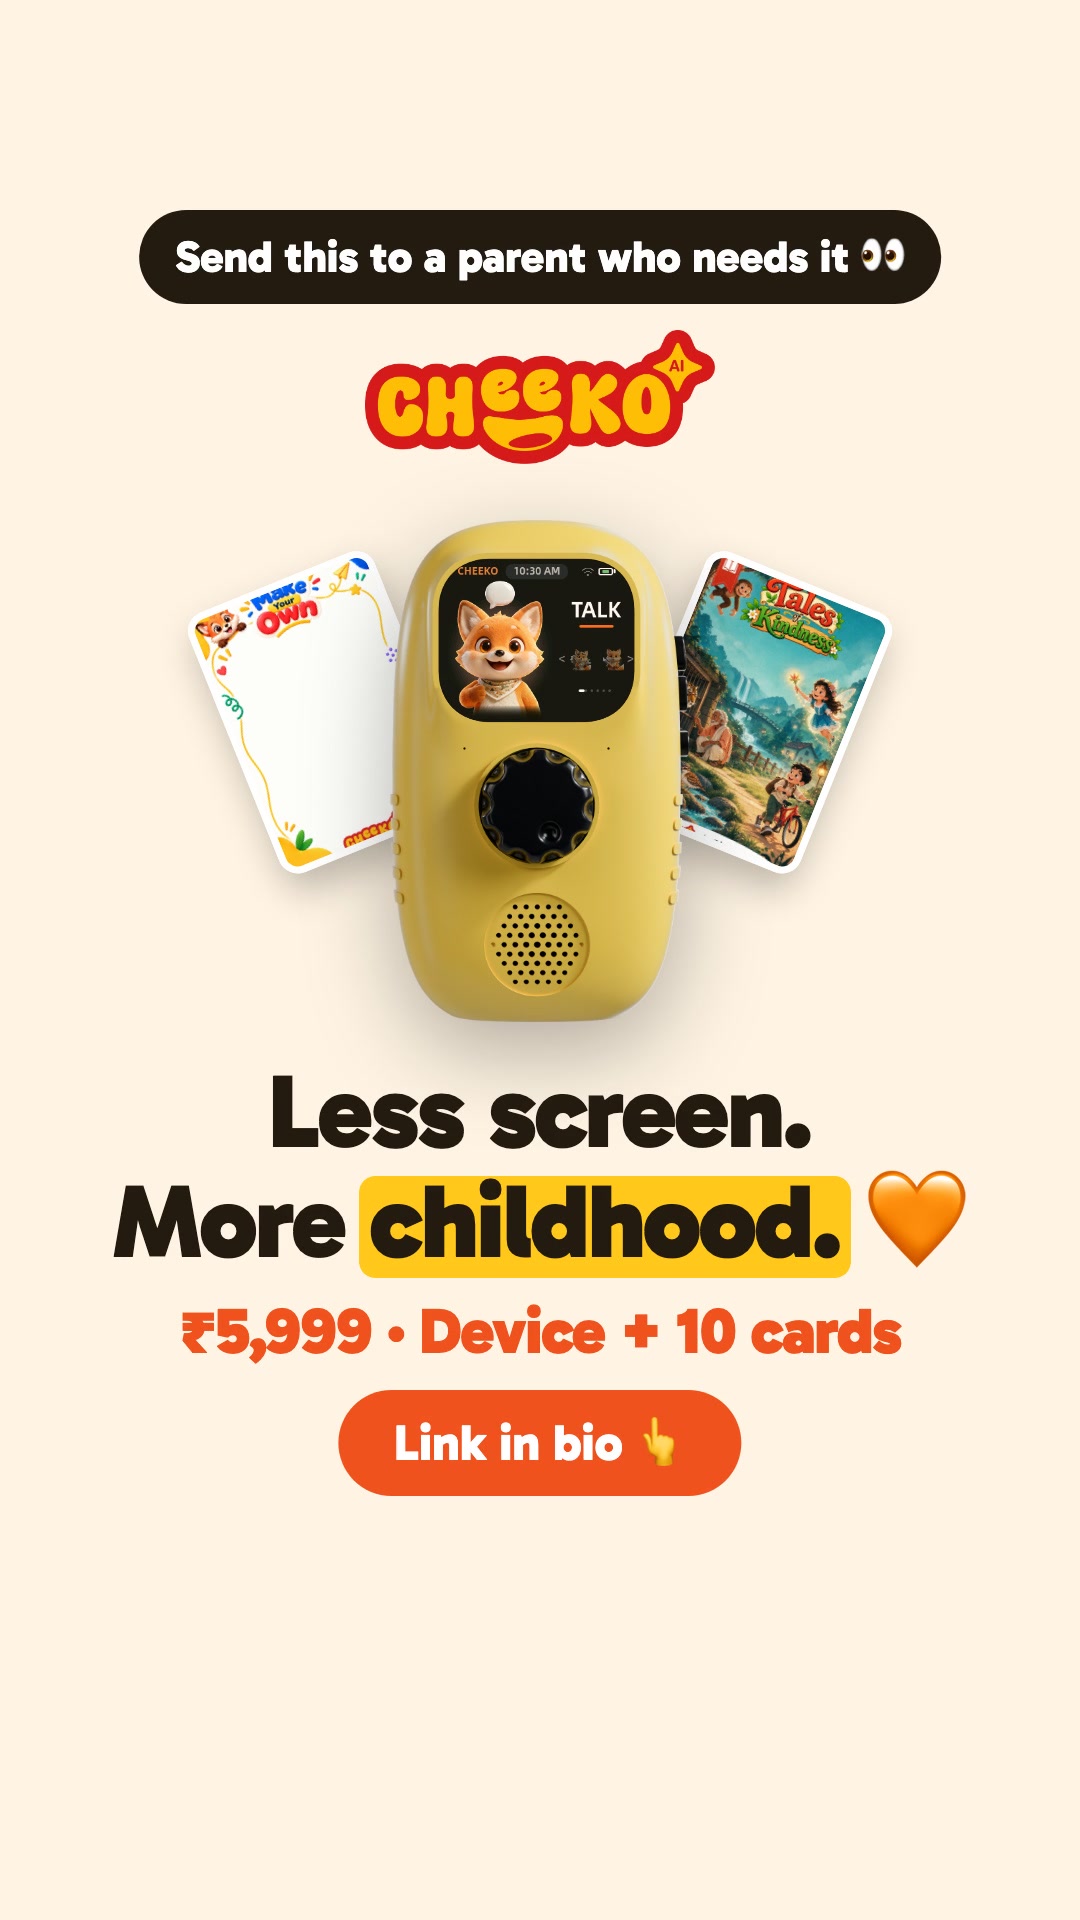 Send this to a parent who needs it 👀
CHEEKO AI
CHEEKO 10:30 AM
TALK
Make
Your
Own
CHEEKO
Tales
of
Kindness
Less screen.
More childhood. 🧡
₹5,999 • Device + 10 cards
Link in bio 👆